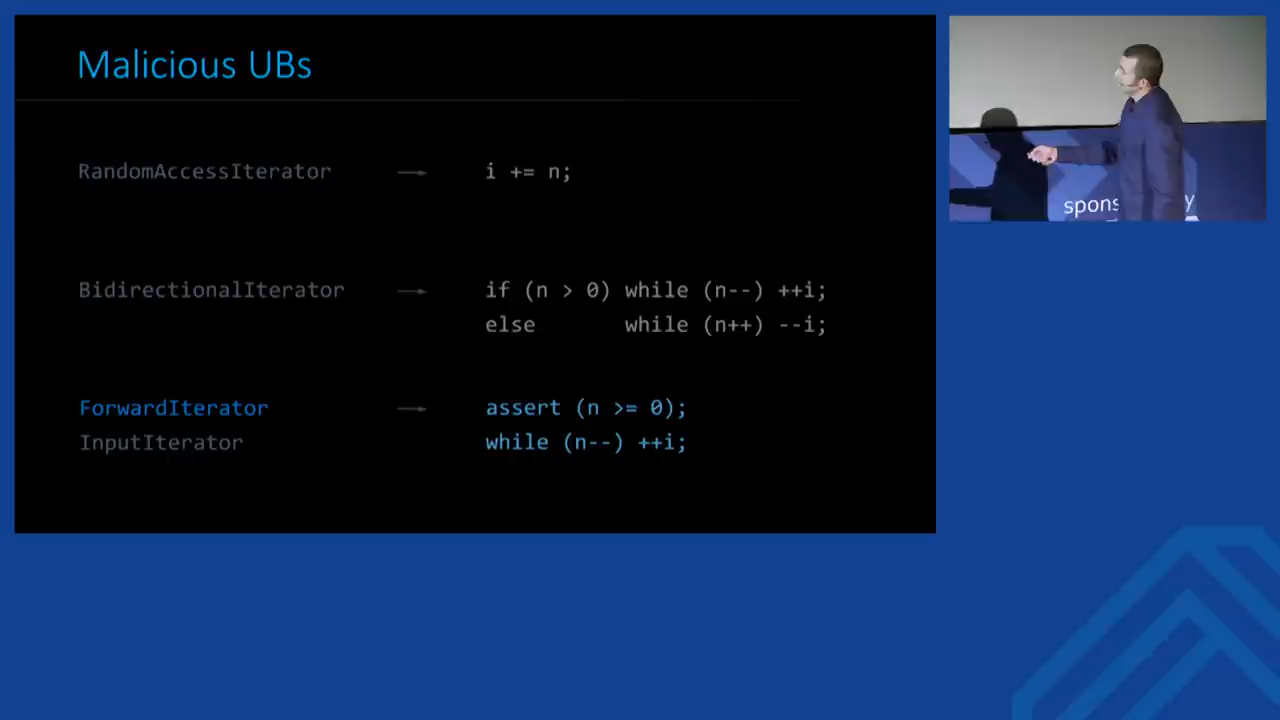 Malicious UBs
RandomAccessIterator → i += n;
BidirectionalIterator → if (n > 0) while (n--) ++i;
else while (n++) --i;
ForwardIterator → assert (n >= 0);
InputIterator while (n--) ++i;
spons y